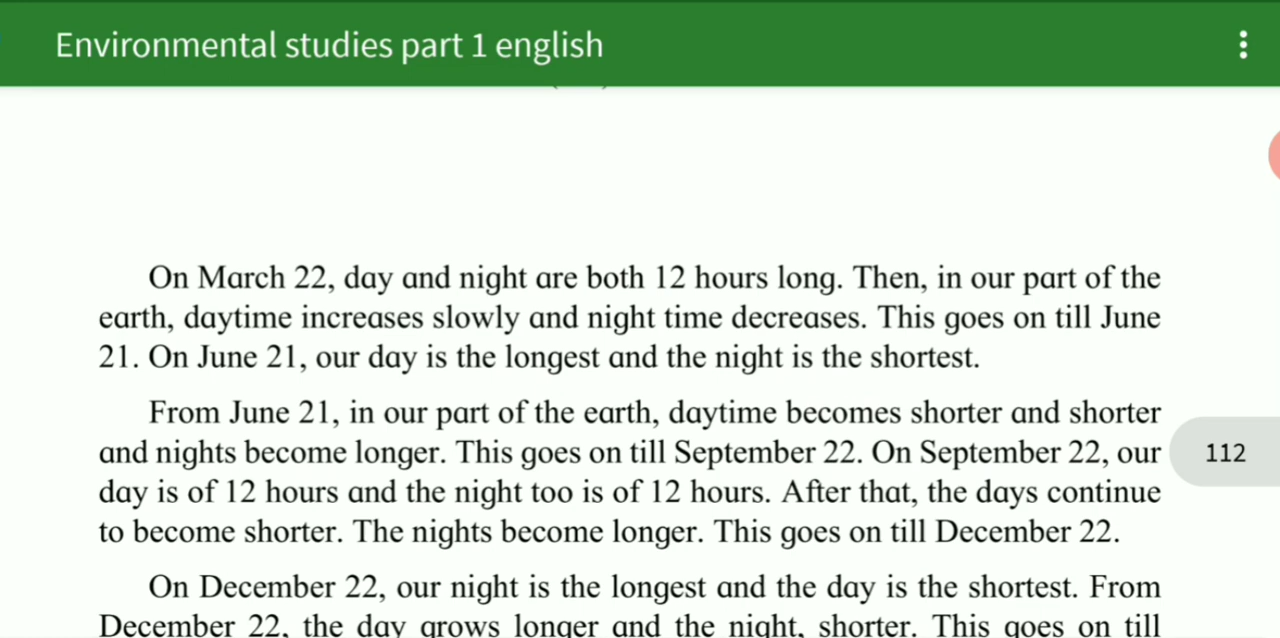 Environmental studies part 1 english
On March 22, day and night are both 12 hours long. Then, in our part of the
earth, daytime increases slowly and night time decreases. This goes on till June
21. On June 21, our day is the longest and the night is the shortest.
From June 21, in our part of the earth, daytime becomes shorter and shorter
and nights become longer. This goes on till September 22. On September 22, our
112
day is of 12 hours and the night too is of 12 hours. After that, the days continue
to become shorter. The nights become longer. This goes on till December 22.
On December 22, our night is the longest and the day is the shortest. From
December 22, the day grows longer and the night, shorter. This goes on till